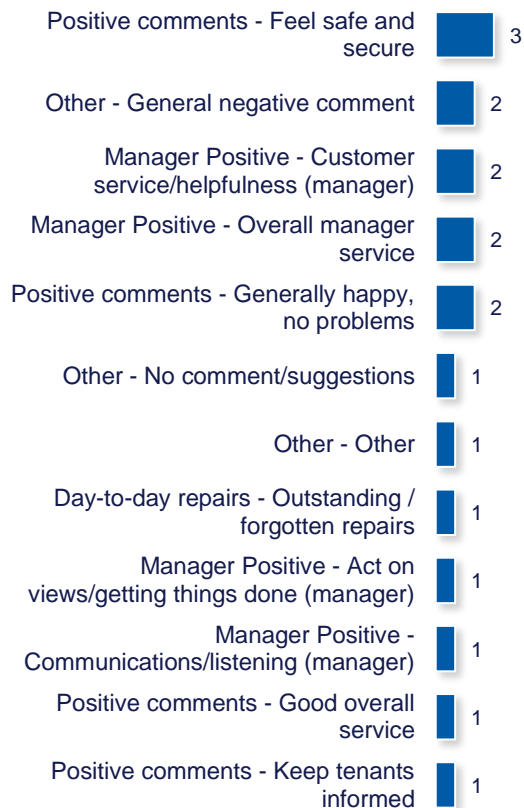 Positive comments - Feel safe and
secure
3
Other - General negative comment
2
Manager Positive - Customer
service/helpfulness (manager)
2
Manager Positive - Overall manager
service
2
Positive comments - Generally happy,
no problems
2
Other - No comment/suggestions
1
Other - Other
1
Day-to-day repairs - Outstanding /
forgotten repairs
1
Manager Positive - Act on
views/getting things done (manager)
1
Manager Positive -
Communications/listening (manager)
1
Positive comments - Good overall
service
1
Positive comments - Keep tenants
informed
1